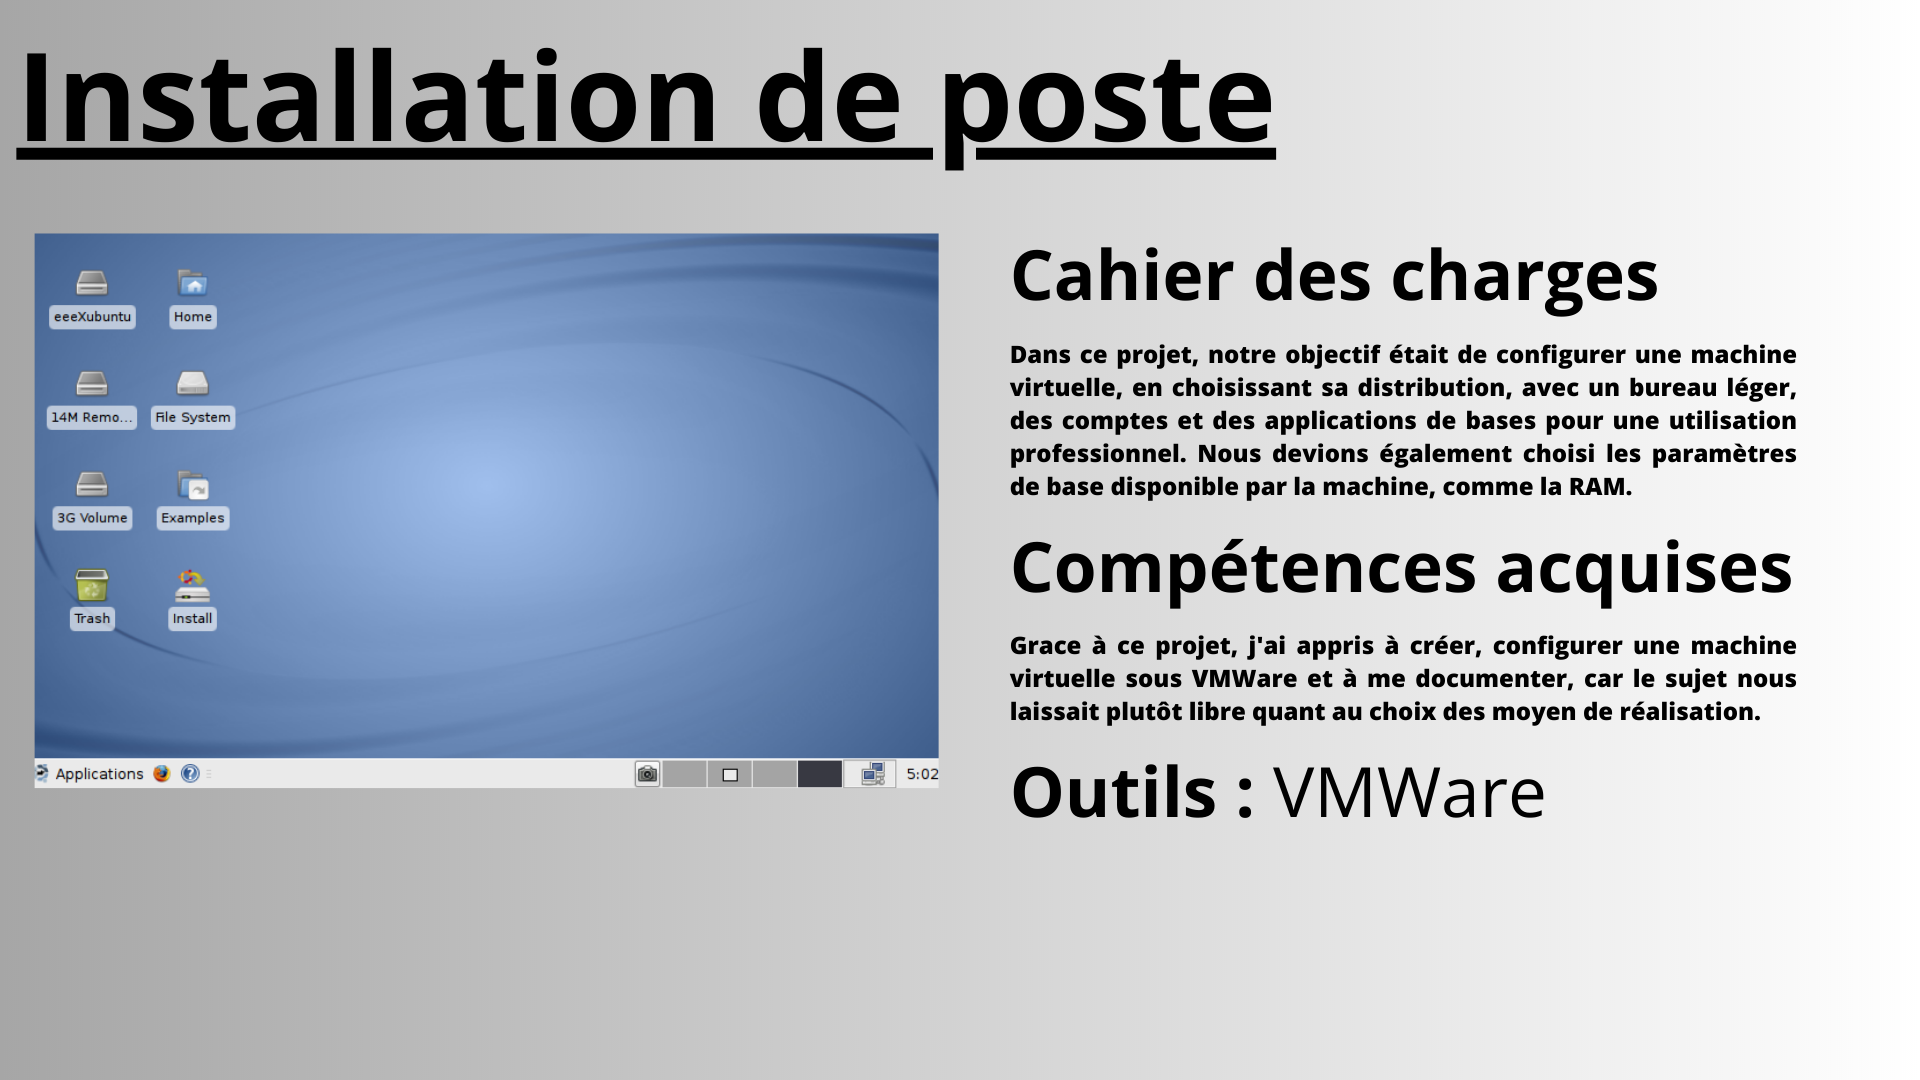 Installation de poste
eeeXubuntu
Home
14M Remo...
File System
3G Volume
Examples
Trash
Install
Applications
5:02
Cahier des charges
Dans ce projet, notre objectif était de configurer une machine
virtuelle, en choisissant sa distribution, avec un bureau léger,
des comptes et des applications de bases pour une utilisation
professionnel. Nous devions également choisi les paramètres
de base disponible par la machine, comme la RAM.
Compétences acquises
Grace à ce projet, j'ai appris à créer, configurer une machine
virtuelle sous VMWare et à me documenter, car le sujet nous
laissait plutôt libre quant au choix des moyen de réalisation.
Outils : VMWare